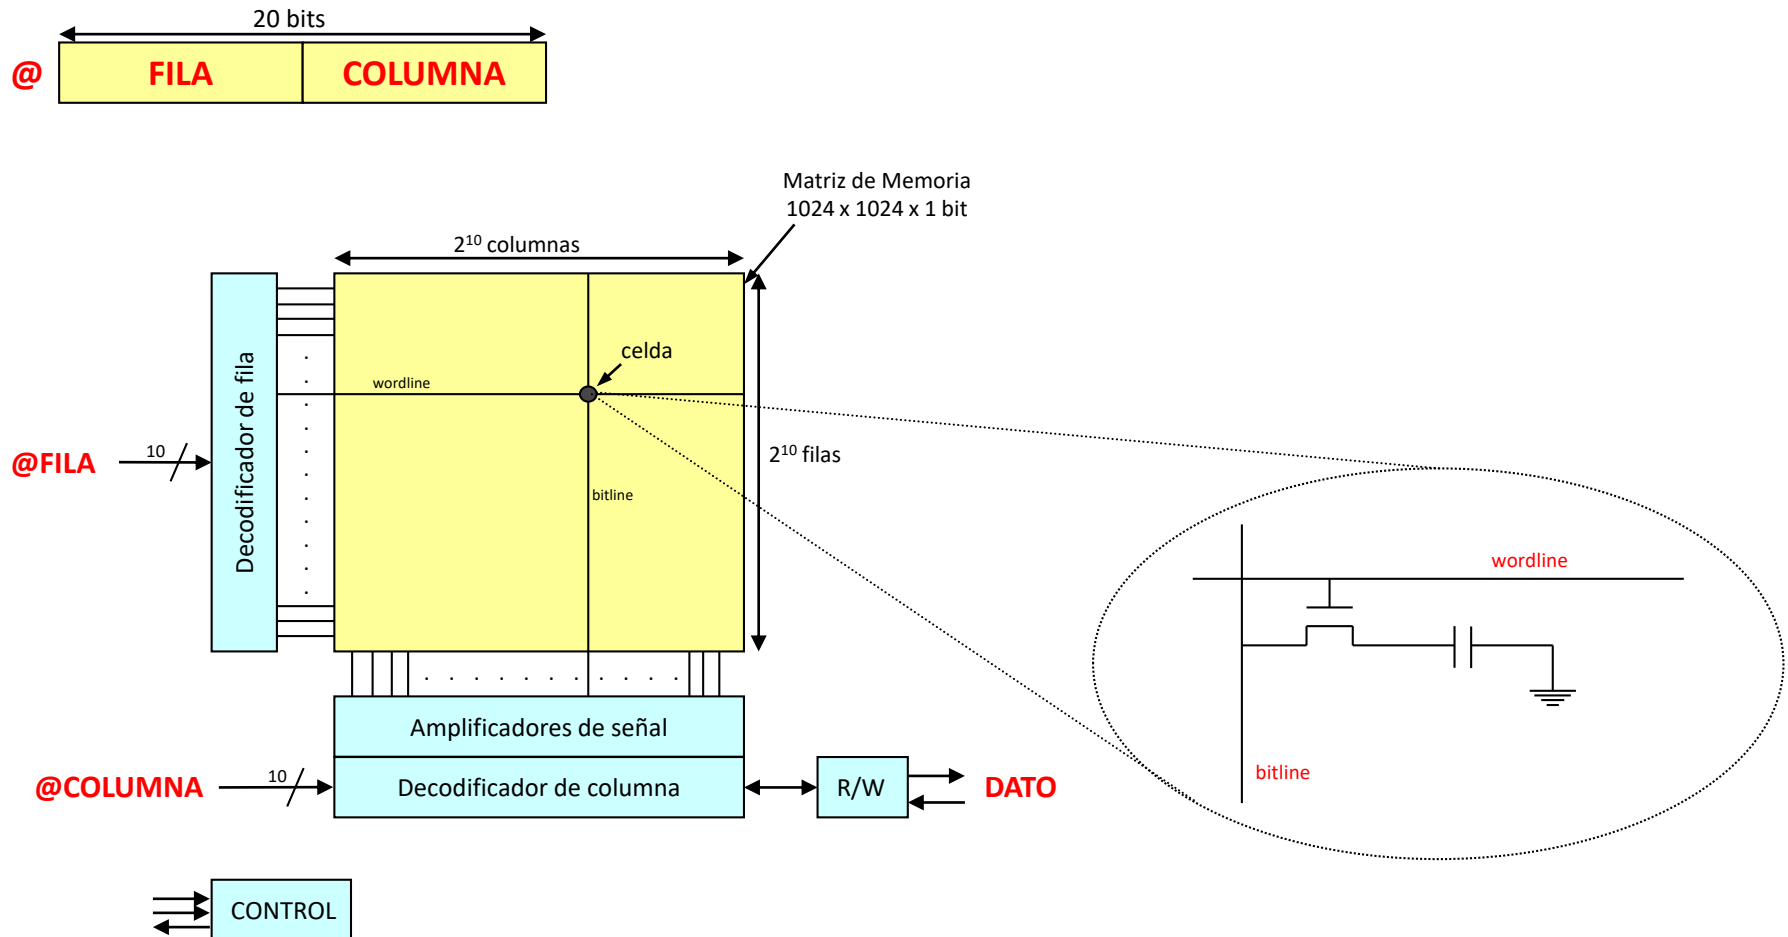 20 bits
@ FILA COLUMNA
Matriz de Memoria
1024 x 1024 x 1 bit
2¹⁰ columnas
celda
wordline
Decodificador de fila
@FILA 10
2¹⁰ filas
bitline
wordline
bitline
Amplificadores de señal
@COLUMNA 10 Decodificador de columna R/W DATO
CONTROL